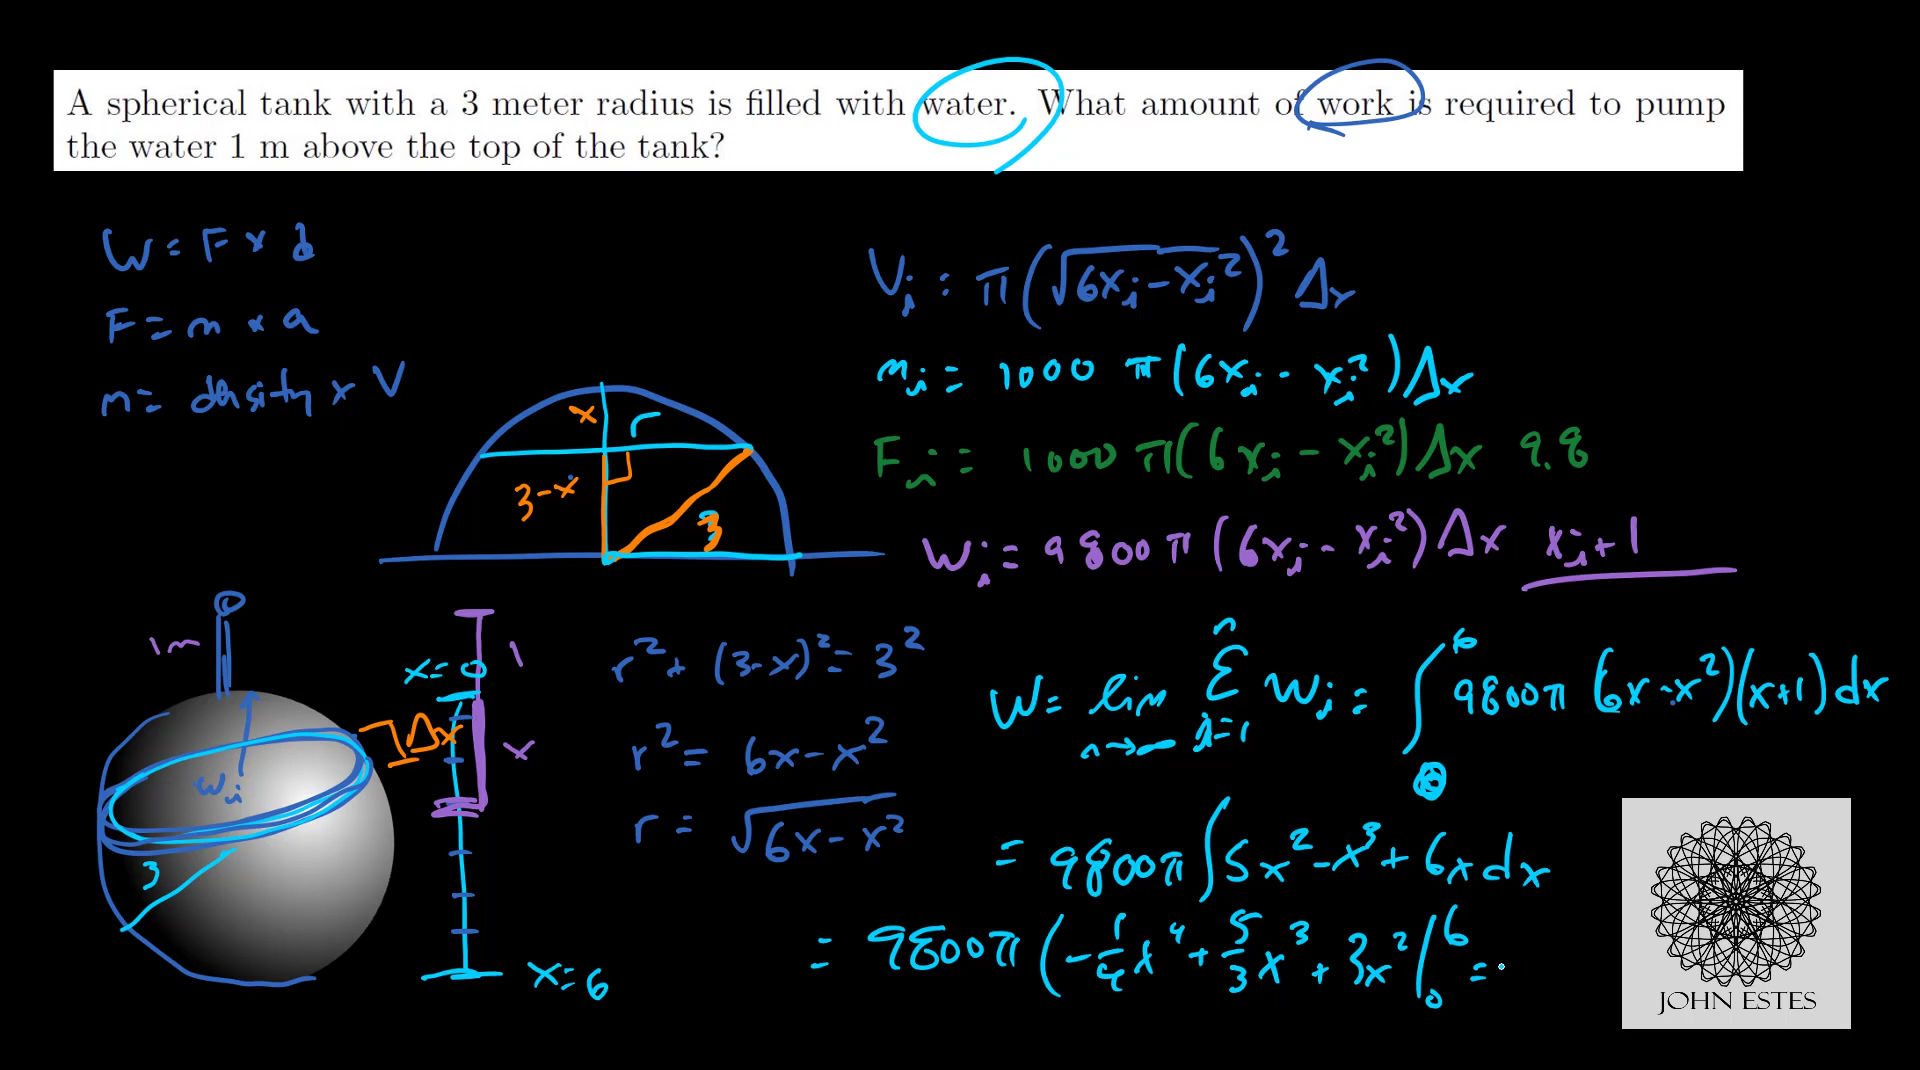 A spherical tank with a 3 meter radius is filled with water. What amount of work is required to pump
the water 1 m above the top of the tank?
W = F × d
F = m × a
m = density × V
x
r
3-x
3
1m
x=0
1
Δx
x
wᵢ
3
x=6
r² + (3-x)² = 3²
r² = 6x - x²
r = √(6x - x²)
Vᵢ = π(√(6xᵢ - xᵢ²))² Δx
mᵢ = 1000 π(6xᵢ - xᵢ²)Δx
Fᵢ = 1000 π(6xᵢ - xᵢ²)Δx 9.8
Wᵢ = 9800 π(6xᵢ - xᵢ²)Δx xᵢ+1
W = lim n→∞ Σ i=1 n Wᵢ = ∫₀⁶ 9800π (6x - x²)(x+1) dx
= 9800π ∫ 5x² - x³ + 6x dx
= 9800π (-1/4 x⁴ + 5/3 x³ + 3x² |₀⁶ =
JOHN ESTES